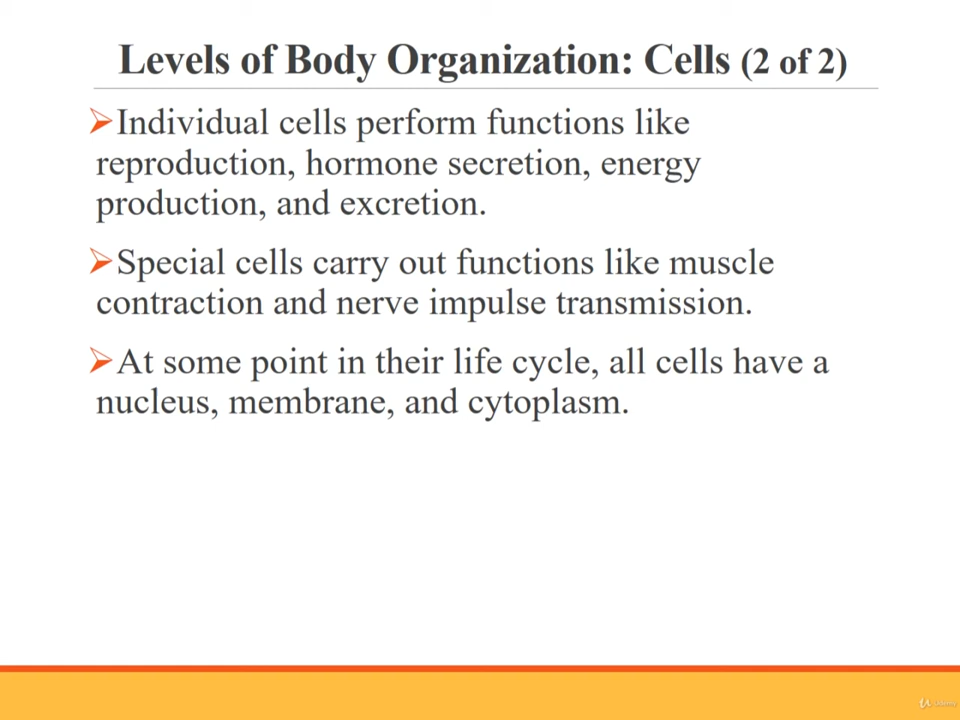 Levels of Body Organization: Cells (2 of 2)
Individual cells perform functions like
reproduction, hormone secretion, energy
production, and excretion.
Special cells carry out functions like muscle
contraction and nerve impulse transmission.
At some point in their life cycle, all cells have a
nucleus, membrane, and cytoplasm.
Udemy